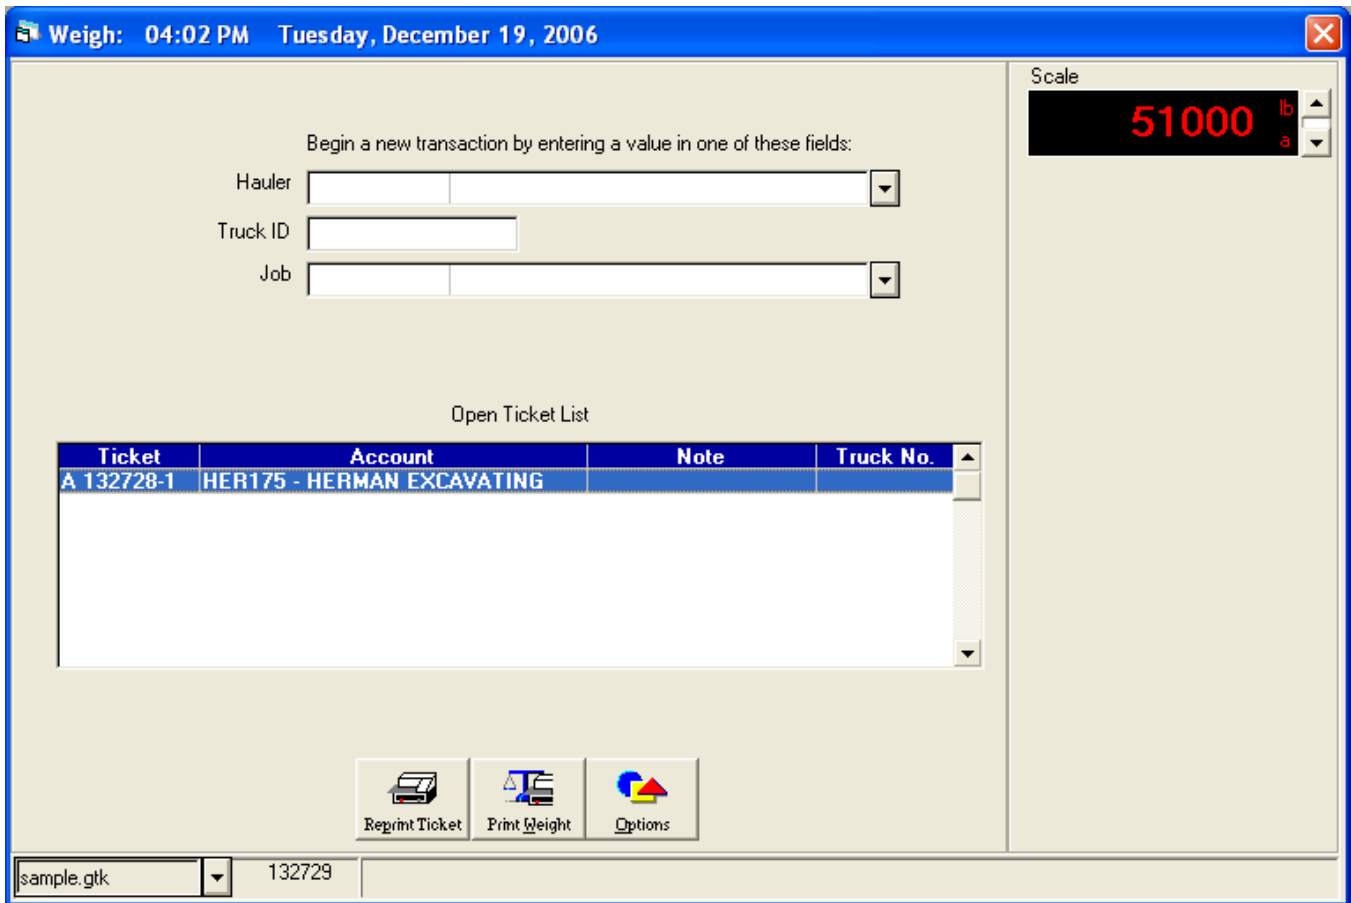 Weigh: 04:02 PM Tuesday, December 19, 2006
Scale
51000 lb
a
Begin a new transaction by entering a value in one of these fields:
Hauler
Truck ID
Job
Open Ticket List
Ticket Account Note Truck No.
A 132728-1 HER175 - HERMAN EXCAVATING
Reprint Ticket Print Weight Options
sample.gtk 132729